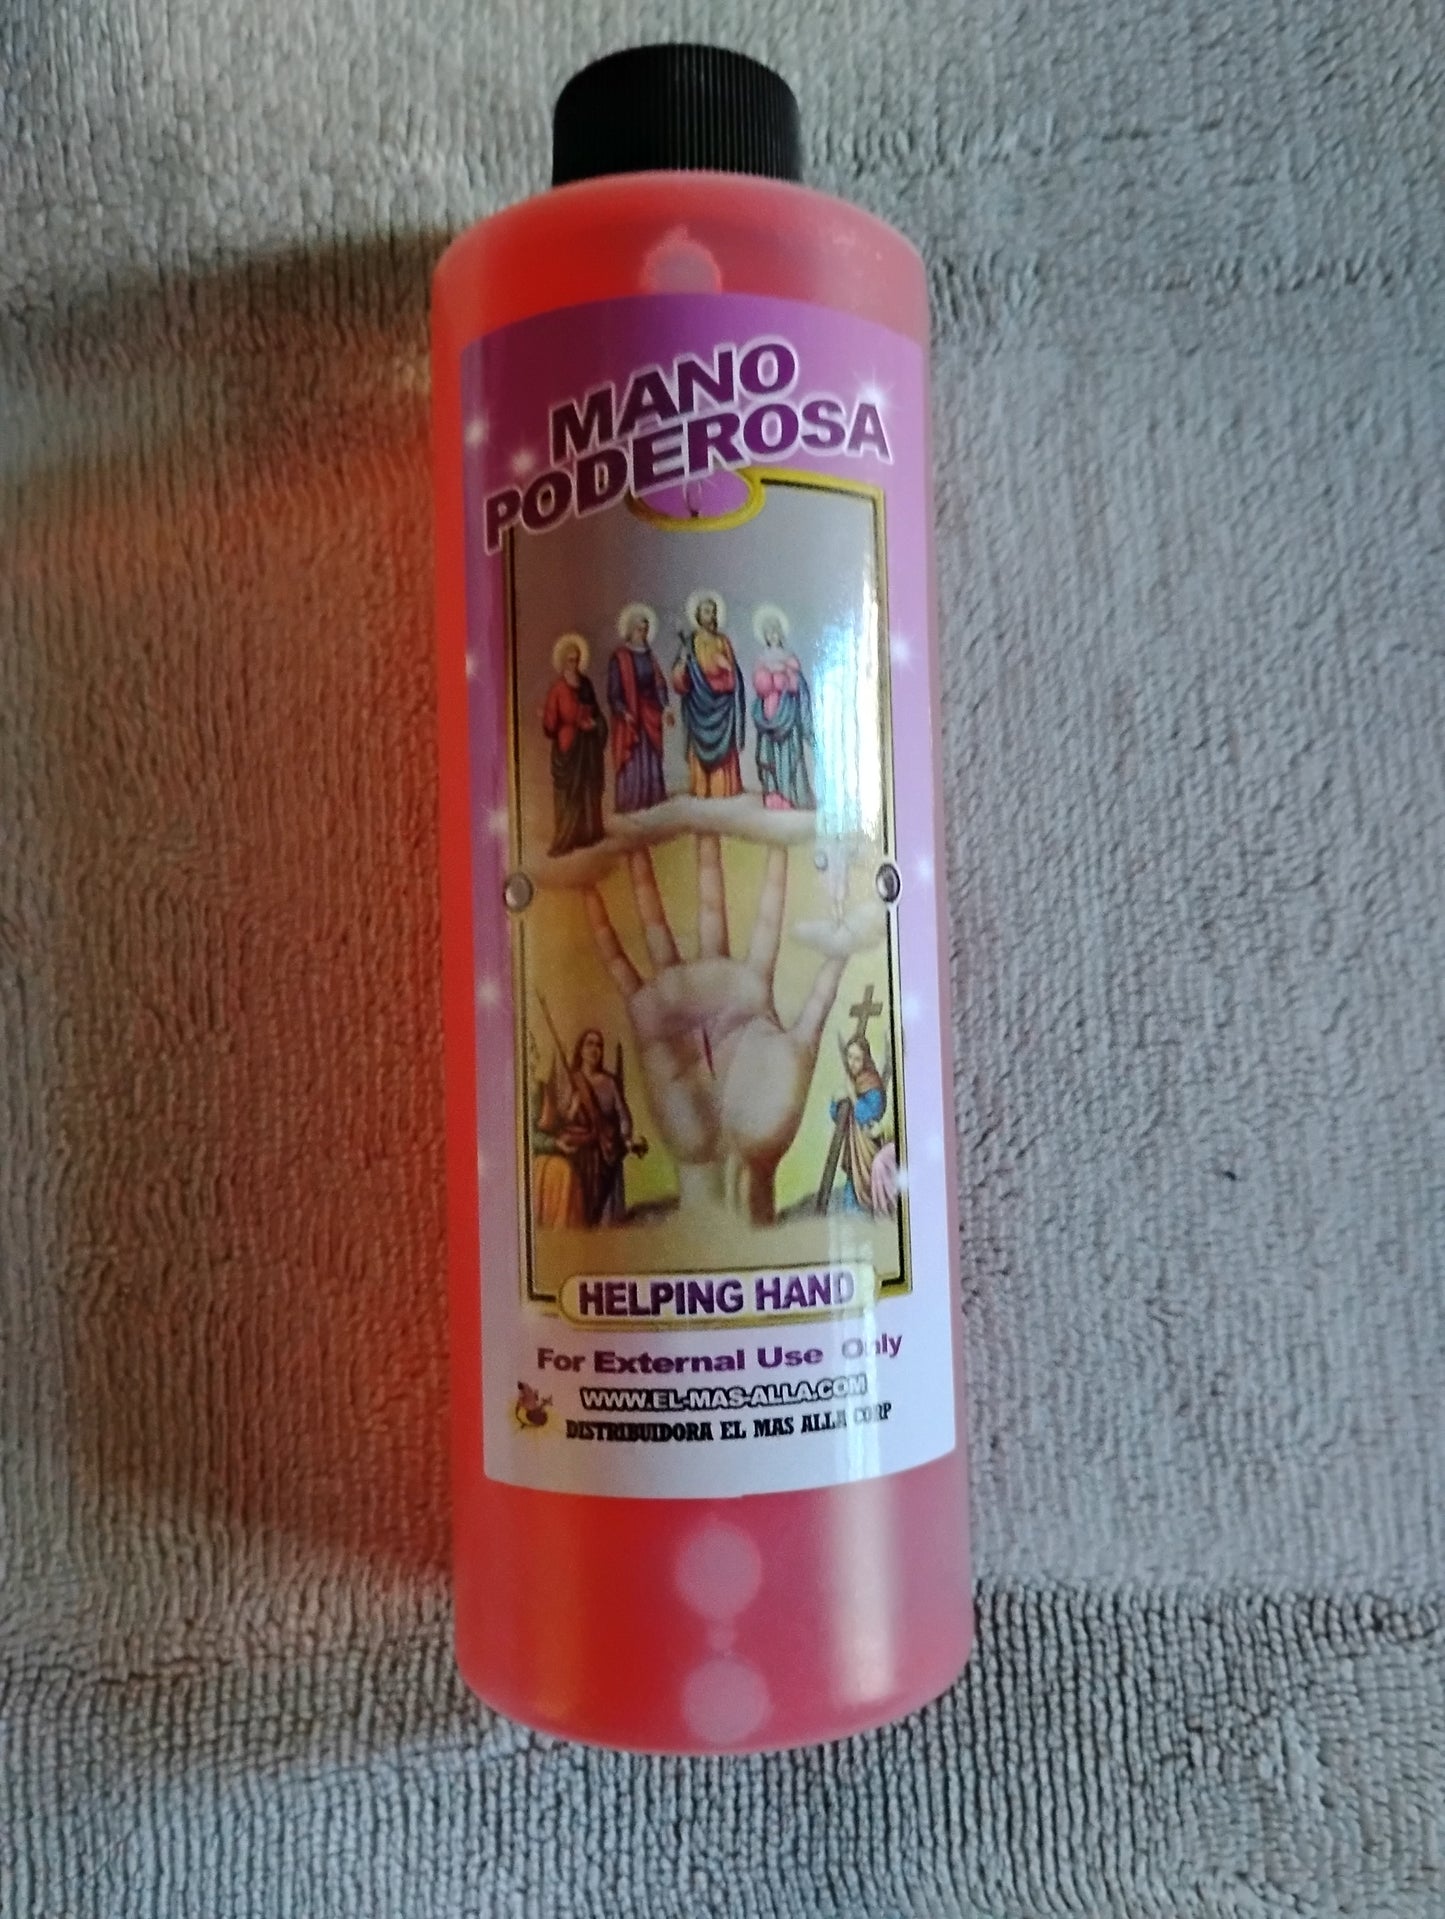 MANO
PODEROSA
HELPING HAND
For External Use Only
WWW.EL-MAS-ALLA.COM
DISTRIBUIDORA EL MAS ALLA CORP